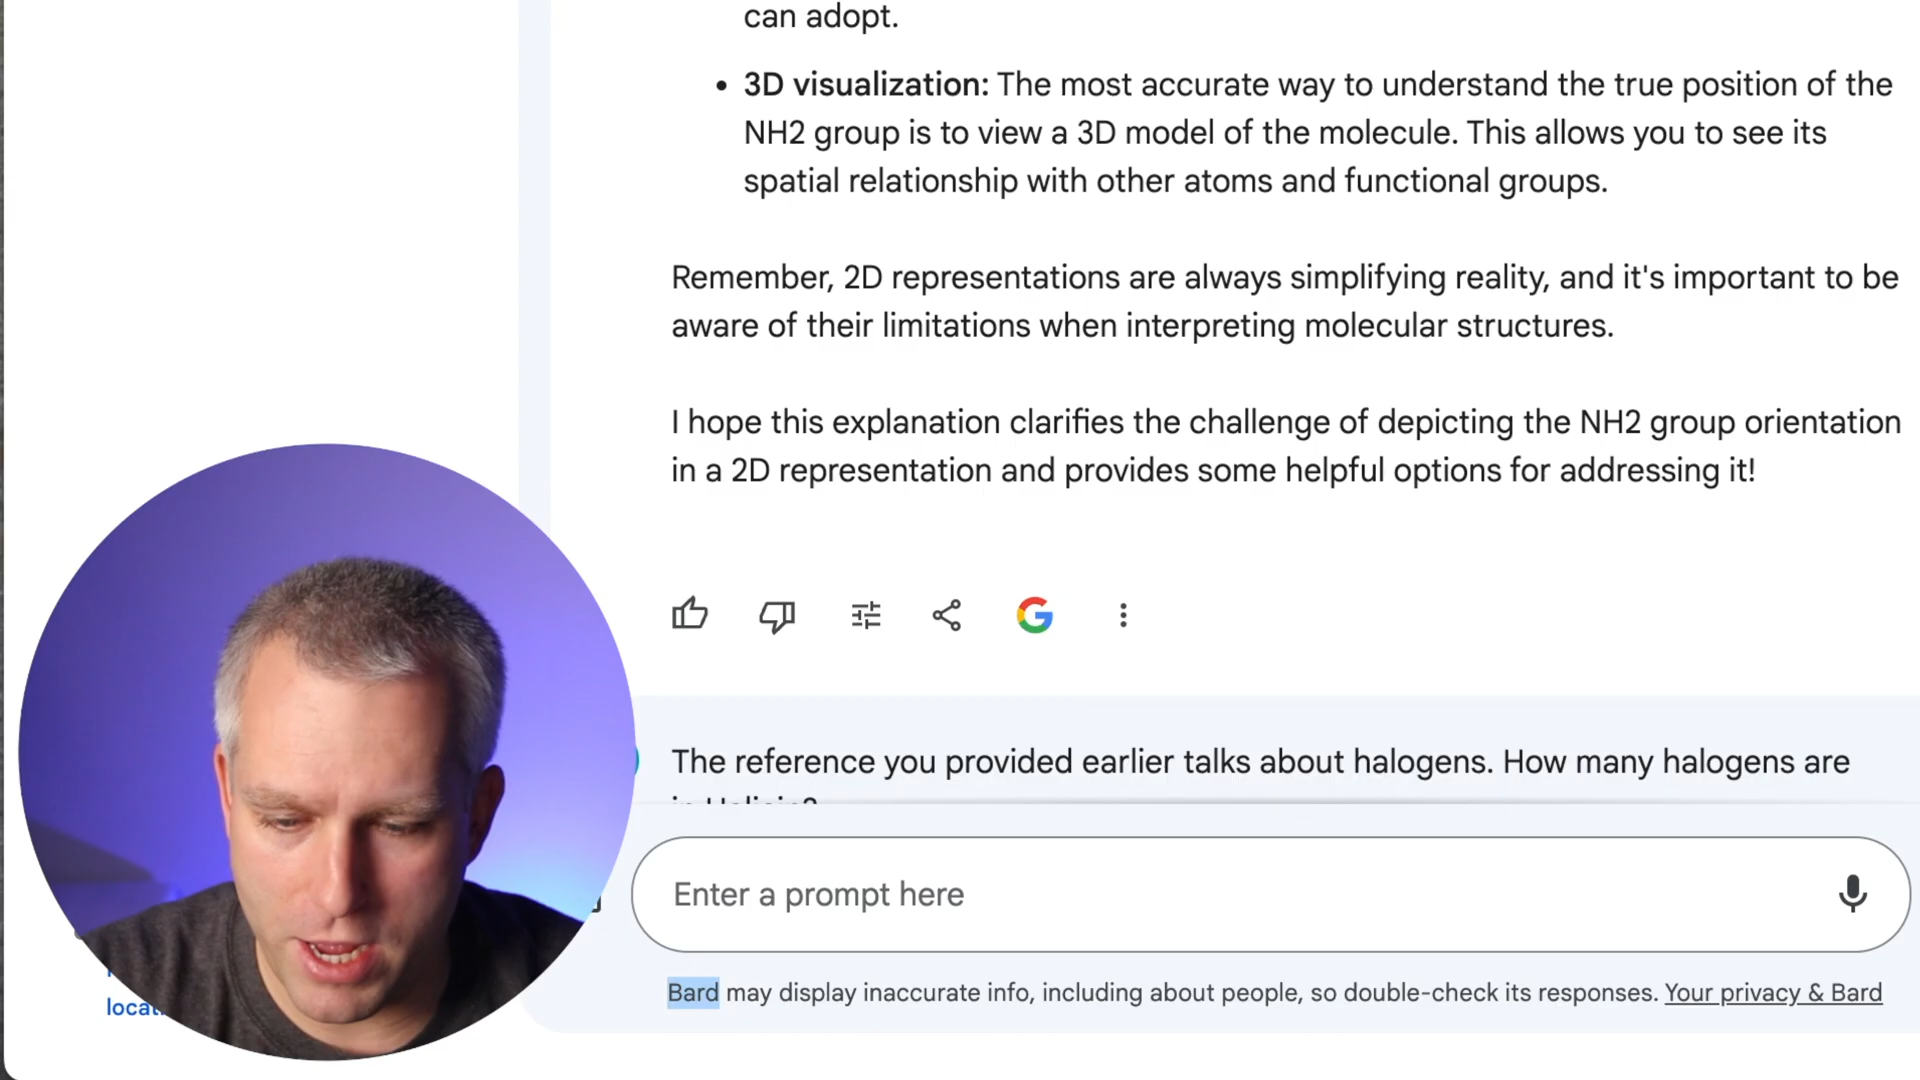 can adopt.
• 3D visualization: The most accurate way to understand the true position of the
NH2 group is to view a 3D model of the molecule. This allows you to see its
spatial relationship with other atoms and functional groups.
Remember, 2D representations are always simplifying reality, and it's important to be
aware of their limitations when interpreting molecular structures.
I hope this explanation clarifies the challenge of depicting the NH2 group orientation
in a 2D representation and provides some helpful options for addressing it!
The reference you provided earlier talks about halogens. How many halogens are
Enter a prompt here
Bard may display inaccurate info, including about people, so double-check its responses. Your privacy & Bard